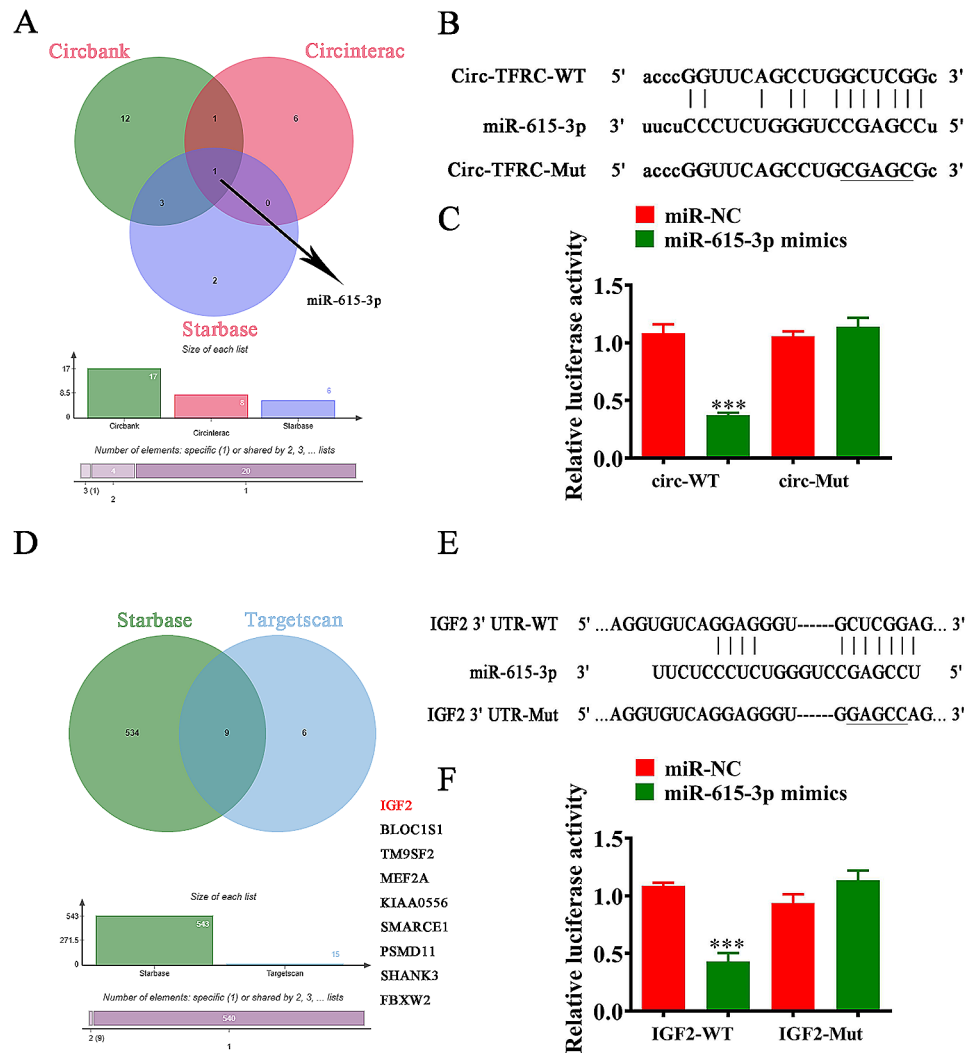 A
Circbank
Circinterac
12
1
6
1
3
0
2
miR-615-3p
Starbase
Size of each list
17
8.5
0
17
8
6
Circbank
Circinterac
Starbase
Number of elements: specific (1) or shared by 2, 3, ... lists
4
20
3 (1)
2
1
B
Circ-TFRC-WT 5' acccGGUUCAGCCUGGCUCGGc 3'
miR-615-3p 3' uucuCCCUCUGGGUCCGAGCCu 5'
Circ-TFRC-Mut 5' acccGGUUCAGCCUGCGAGCGc 3'
C
miR-NC
miR-615-3p mimics
Relative luciferase activity
1.5
1.0
0.5
0.0
***
circ-WT
circ-Mut
D
Starbase
Targetscan
534
9
6
IGF2
BLOC1S1
TM9SF2
MEF2A
KIAA0556
SMARCE1
PSMD11
SHANK3
FBXW2
Size of each list
543
271.5
0
543
15
Starbase
Targetscan
Number of elements: specific (1) or shared by 2, 3, ... lists
540
2 (9)
1
E
IGF2 3' UTR-WT 5' ...AGGUGUCAGGAGGGU------GCUCGGAG... 3'
miR-615-3p 3' UUCUCCCUCUGGGUCCGAGCCU 5'
IGF2 3' UTR-Mut 5' ...AGGUGUCAGGAGGGU------GGAGCCAG... 3'
F
miR-NC
miR-615-3p mimics
Relative luciferase activity
1.5
1.0
0.5
0.0
***
IGF2-WT
IGF2-Mut